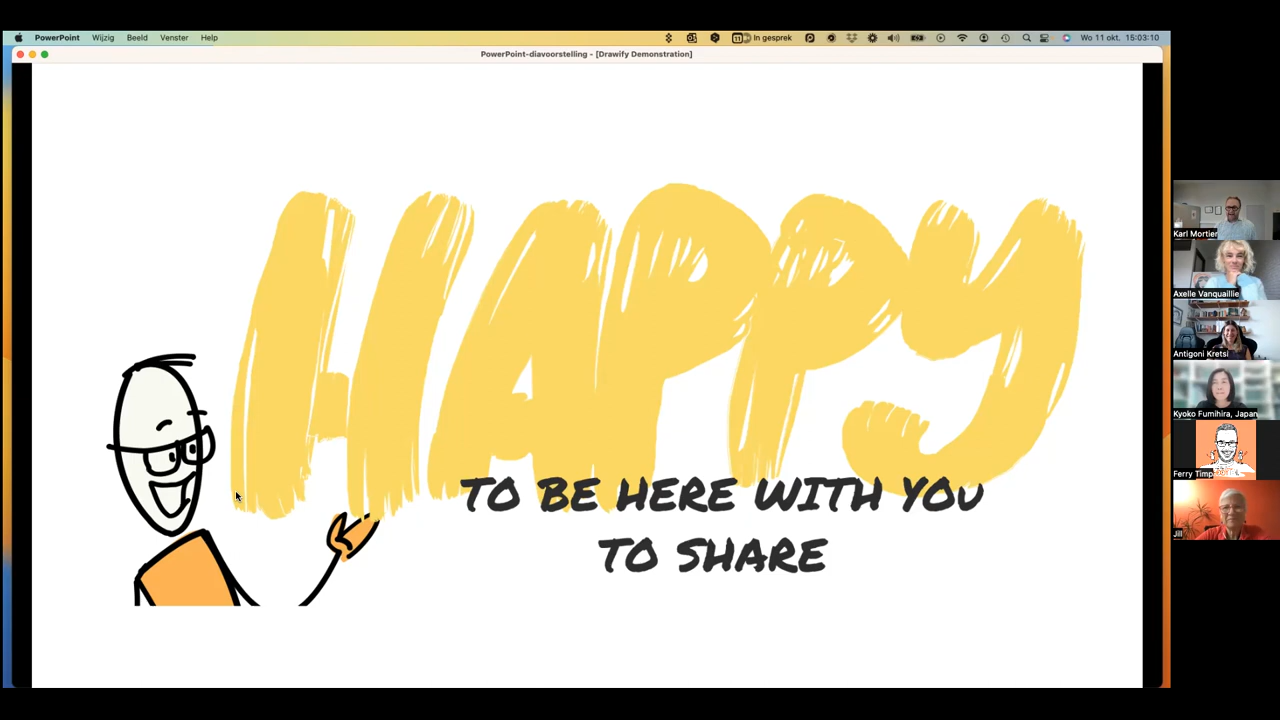 PowerPoint Wijzig Beeld Venster Help
In gesprek
Wo 11 okt. 15:03:10
PowerPoint-diavoorstelling - [Drawify Demonstration]
HAPPY
TO BE HERE WITH YOU
TO SHARE
Karl Mortier
Axelle Vanquaillie
Antigoni Kretsi
Kyoko Fumihira, Japan
Ferry Timp
Jill